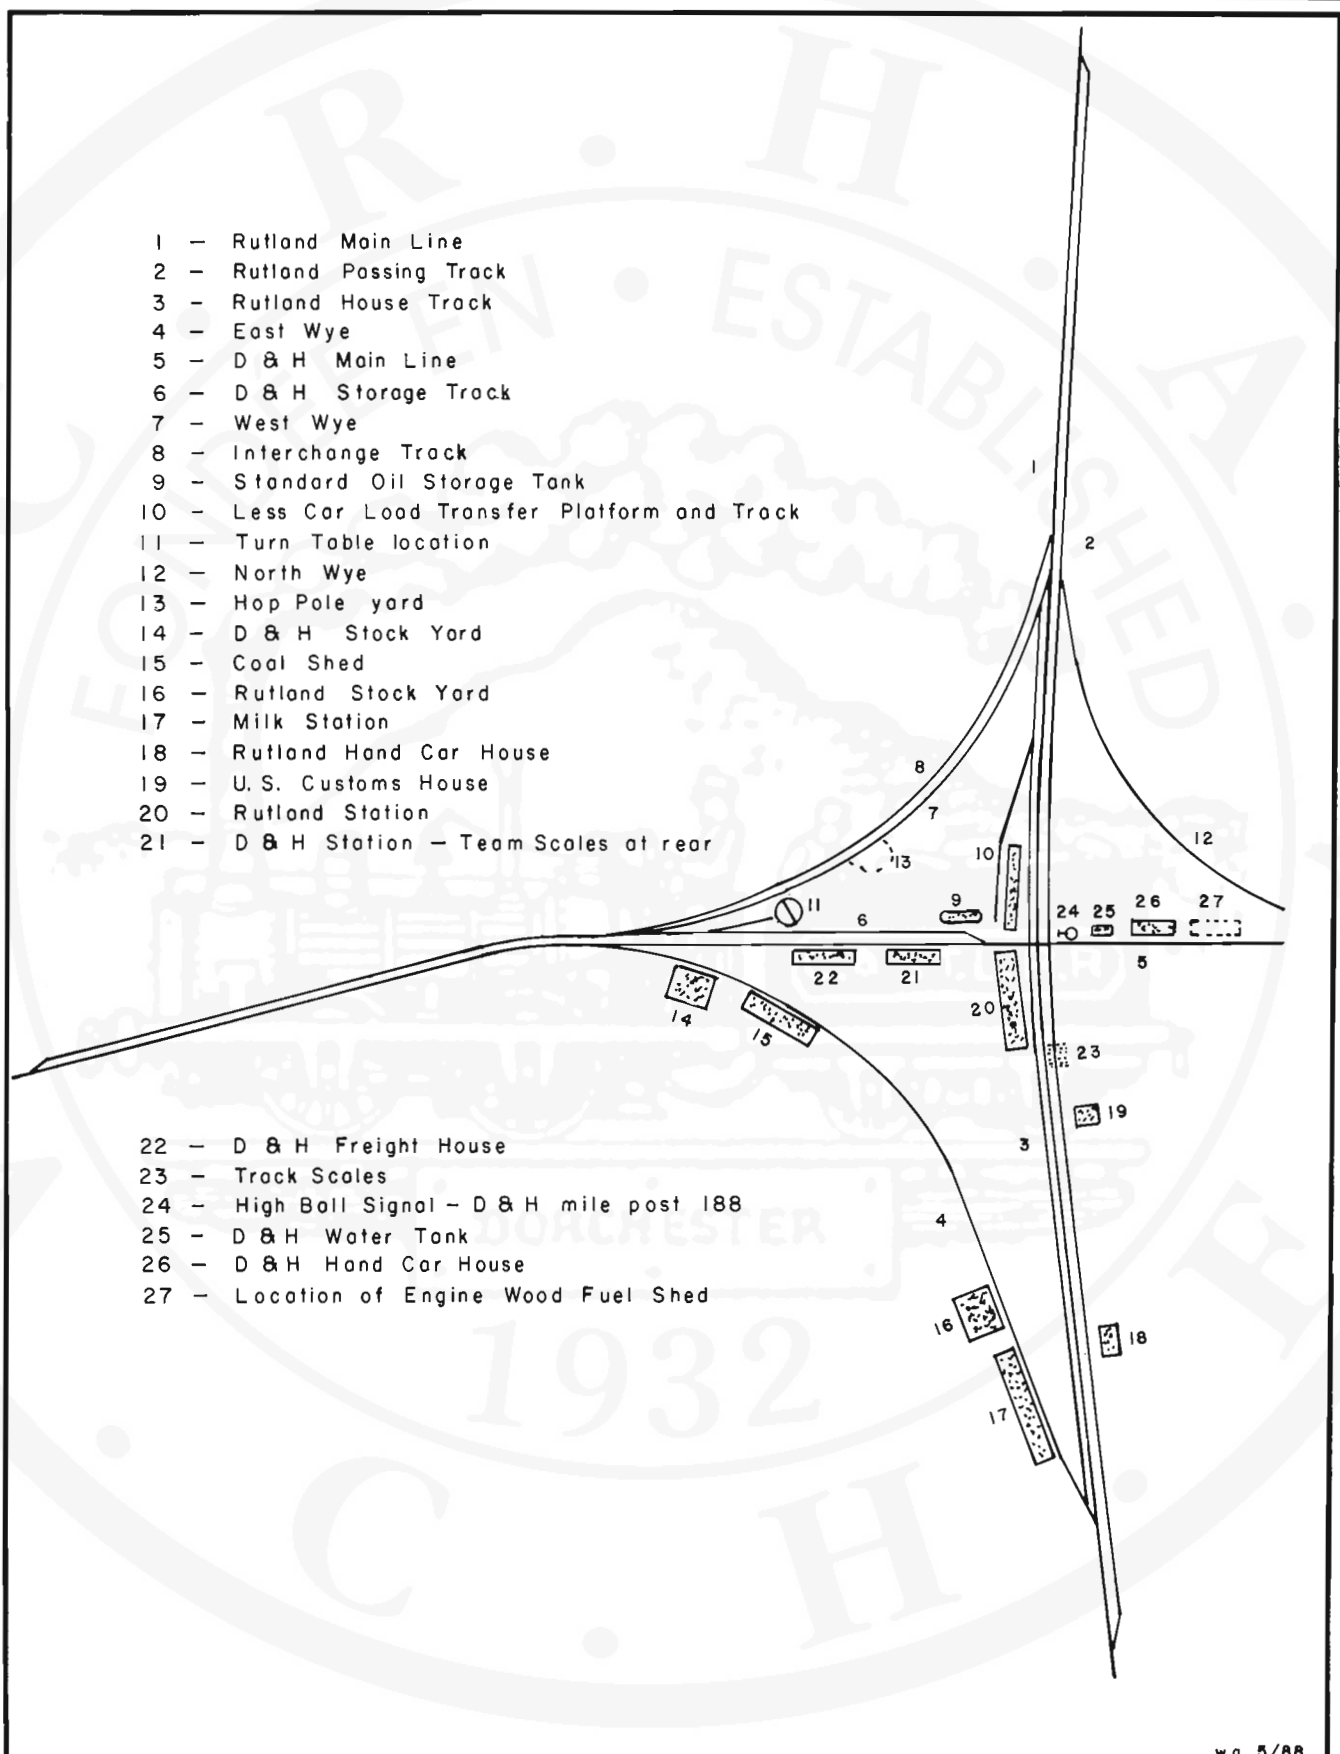 1 – Rutland Main Line
2 – Rutland Passing Track
3 – Rutland House Track
4 – East Wye
5 – D & H Main Line
6 – D & H Storage Track
7 – West Wye
8 – Interchange Track
9 – Standard Oil Storage Tank
10 – Less Car Load Transfer Platform and Track
11 – Turn Table location
12 – North Wye
13 – Hop Pole yard
14 – D & H Stock Yard
15 – Coal Shed
16 – Rutland Stock Yard
17 – Milk Station
18 – Rutland Hand Car House
19 – U.S. Customs House
20 – Rutland Station
21 – D & H Station – Team Scales at rear
1
2
8
7
12
13
10
11
9
6
24
25
26
27
5
22
21
20
14
15
23
19
3
4
16
18
17
22 – D & H Freight House
23 – Track Scales
24 – High Ball Signal – D & H mile post 188
25 – D & H Water Tank
26 – D & H Hand Car House
27 – Location of Engine Wood Fuel Shed
C · R · H · A · A · C · H · F
FOND EEN • ESTABLISHED
DORCHESTER
1932
5/88